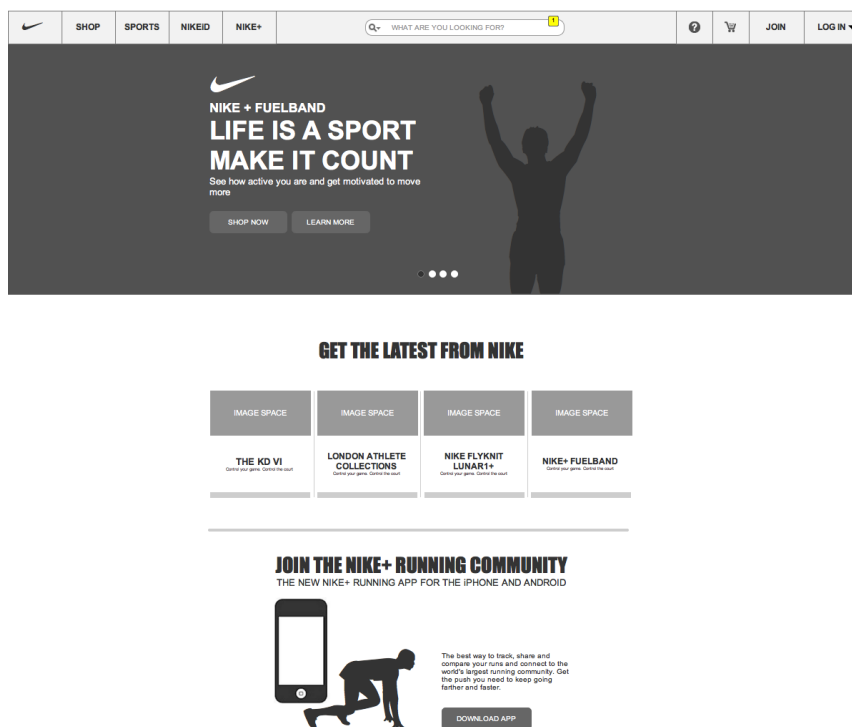 SHOP SPORTS NIKEiD NIKE+ WHAT ARE YOU LOOKING FOR? 1 ? JOIN LOG IN
NIKE + FUELBAND
LIFE IS A SPORT
MAKE IT COUNT
See how active you are and get motivated to move
more
SHOP NOW LEARN MORE
GET THE LATEST FROM NIKE
IMAGE SPACE IMAGE SPACE IMAGE SPACE IMAGE SPACE
THE KD VI
Control your game. Control the court
LONDON ATHLETE
COLLECTIONS
Control your game. Control the court
NIKE FLYKNIT
LUNAR1+
Control your game. Control the court
NIKE+ FUELBAND
Control your game. Control the court
JOIN THE NIKE+ RUNNING COMMUNITY
THE NEW NIKE+ RUNNING APP FOR THE iPHONE AND ANDROID
The best way to track, share and
compare your runs and connect to the
world's largest running community. Get
the push you need to keep going
farther and faster.
DOWNLOAD APP